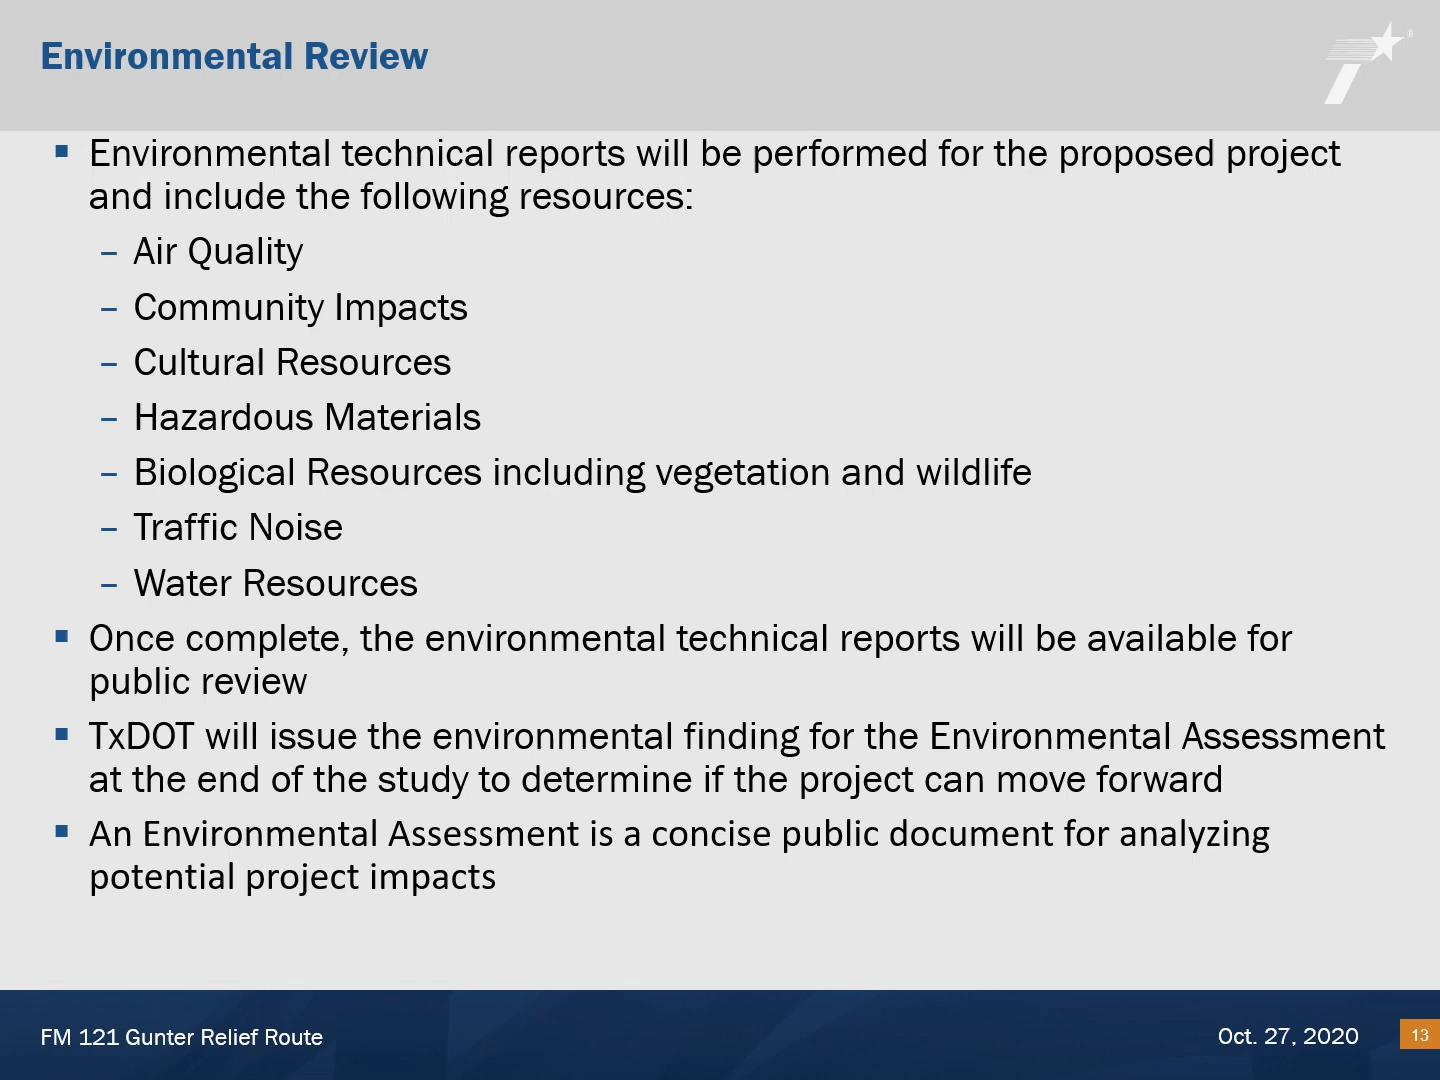 Environmental Review
®
▪ Environmental technical reports will be performed for the proposed project
and include the following resources:
– Air Quality
– Community Impacts
– Cultural Resources
– Hazardous Materials
– Biological Resources including vegetation and wildlife
– Traffic Noise
– Water Resources
▪ Once complete, the environmental technical reports will be available for
public review
▪ TxDOT will issue the environmental finding for the Environmental Assessment
at the end of the study to determine if the project can move forward
▪ An Environmental Assessment is a concise public document for analyzing
potential project impacts
FM 121 Gunter Relief Route
Oct. 27, 2020
13